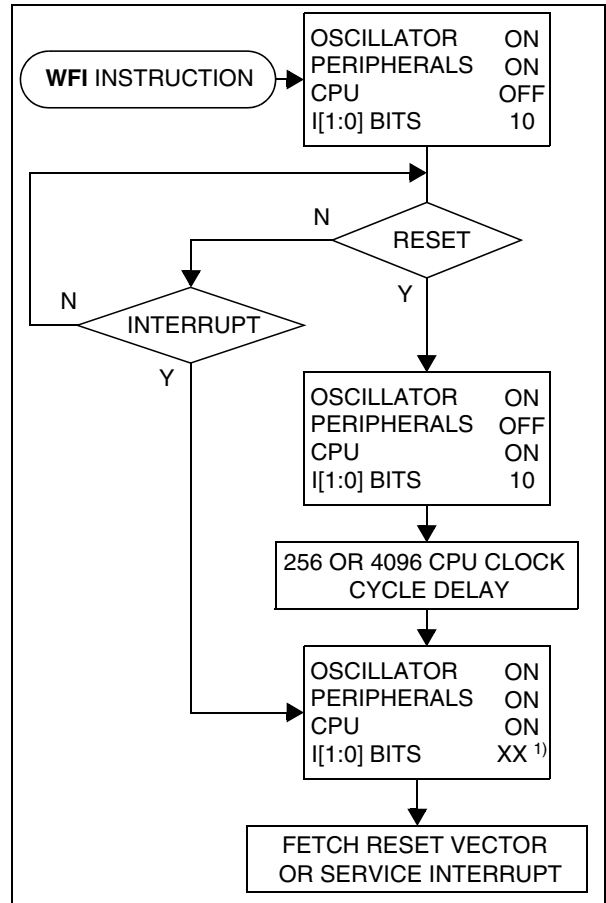 WFI INSTRUCTION
OSCILLATOR ON
PERIPHERALS ON
CPU OFF
I[1:0] BITS 10
N
RESET
Y
N
INTERRUPT
Y
OSCILLATOR ON
PERIPHERALS OFF
CPU ON
I[1:0] BITS 10
256 OR 4096 CPU CLOCK
CYCLE DELAY
OSCILLATOR ON
PERIPHERALS ON
CPU ON
I[1:0] BITS XX 1)
FETCH RESET VECTOR
OR SERVICE INTERRUPT